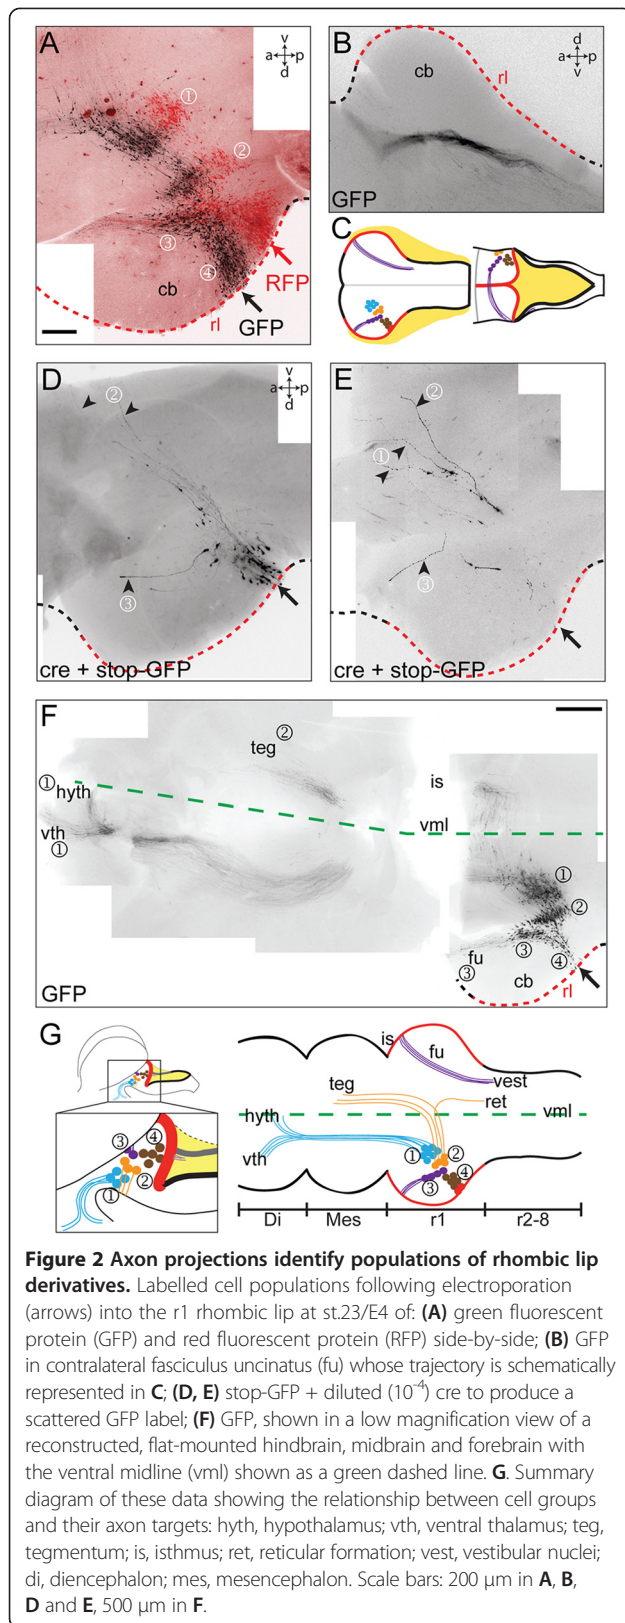 A
v
a p
d
①
②
③
④
cb
RFP
GFP
rl
B
d
a p
v
cb
rl
GFP
C
D
v
a p
d
②
③
cre + stop-GFP
E
②
①
③
cre + stop-GFP
F
teg ②
① hyth
vth
①
is
vml
①
②
③
④
fu
③
cb
rl
GFP
G
③
④
①
②
is
fu
vest
teg
ret
hyth
vml
vth
①
②
③
④
Di
Mes
r1
r2-8
Figure 2 Axon projections identify populations of rhombic lip
derivatives. Labelled cell populations following electroporation
(arrows) into the r1 rhombic lip at st.23/E4 of: (A) green fluorescent
protein (GFP) and red fluorescent protein (RFP) side-by-side; (B) GFP
in contralateral fasciculus uncinatus (fu) whose trajectory is schematically
represented in C; (D, E) stop-GFP + diluted (10⁻⁴) cre to produce a
scattered GFP label; (F) GFP, shown in a low magnification view of a
reconstructed, flat-mounted hindbrain, midbrain and forebrain with
the ventral midline (vml) shown as a green dashed line. G. Summary
diagram of these data showing the relationship between cell groups
and their axon targets: hyth, hypothalamus; vth, ventral thalamus; teg,
tegmentum; is, isthmus; ret, reticular formation; vest, vestibular nuclei;
di, diencephalon; mes, mesencephalon. Scale bars: 200 μm in A, B,
D and E, 500 μm in F.